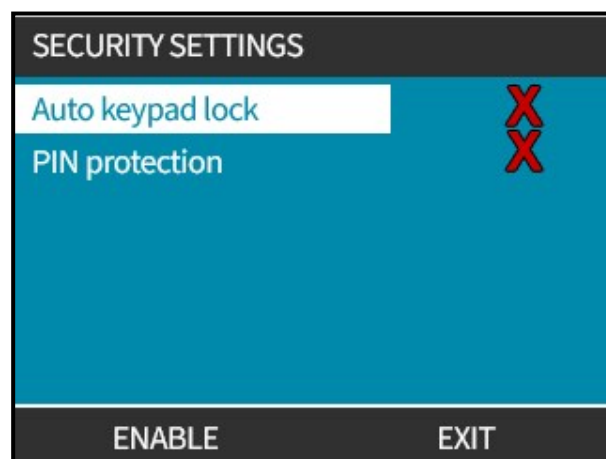 SECURITY SETTINGS
Auto keypad lock
PIN protection
ENABLE EXIT